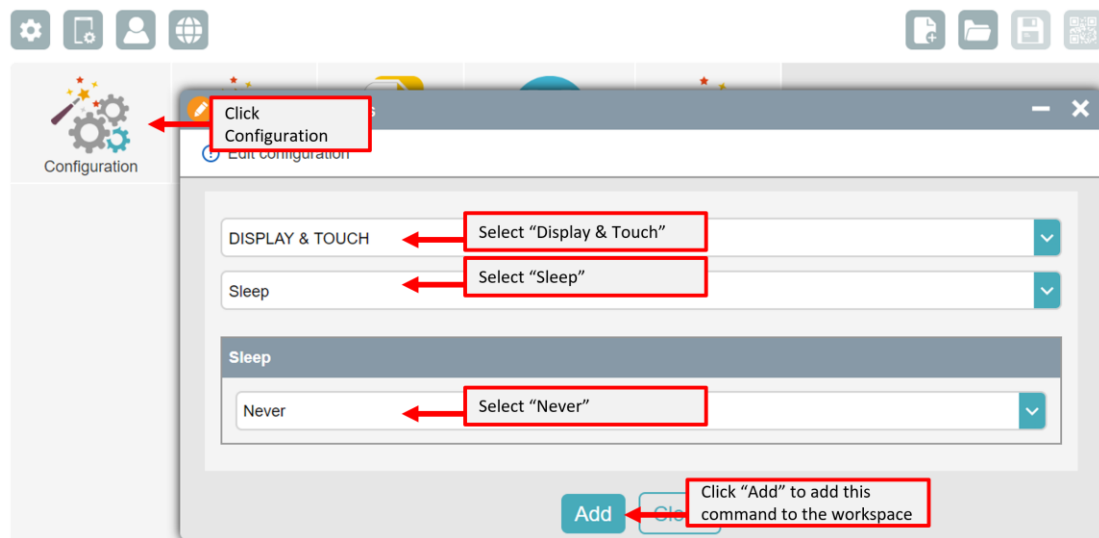 Click
Configuration
Edit configuration
Configuration
DISPLAY & TOUCH
Select “Display & Touch”
Sleep
Select “Sleep”
Sleep
Never
Select “Never”
Add
Click “Add” to add this
command to the workspace